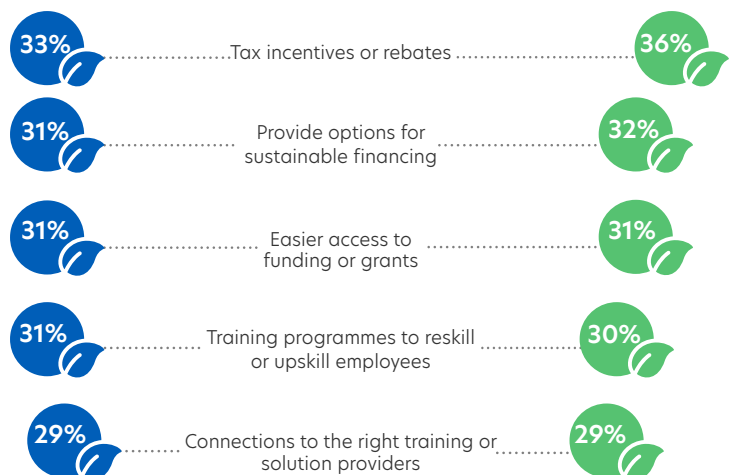 33%
Tax incentives or rebates
36%
31%
Provide options for
sustainable financing
32%
31%
Easier access to
funding or grants
31%
31%
Training programmes to reskill
or upskill employees
30%
29%
Connections to the right training or
solution providers
29%